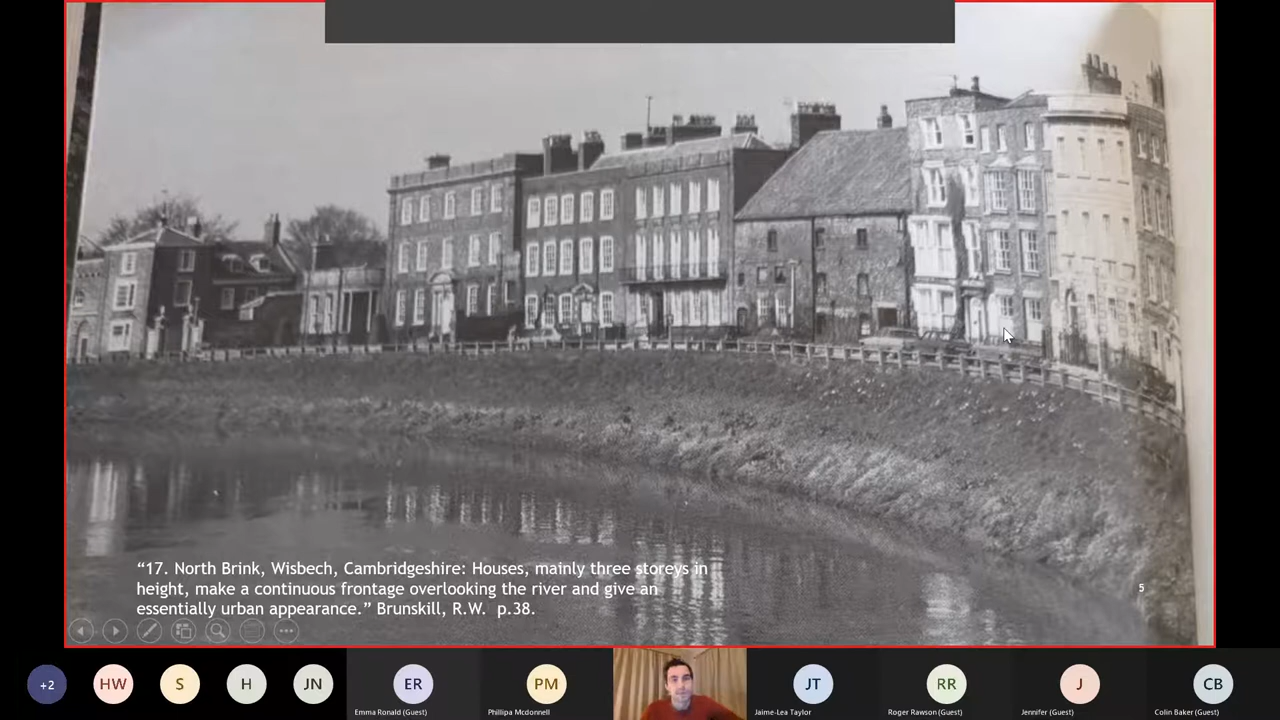 “17. North Brink, Wisbech, Cambridgeshire: Houses, mainly three storeys in
height, make a continuous frontage overlooking the river and give an
essentially urban appearance.” Brunskill, R.W.  p.38.
5
+2
HW
S
H
JN
ER
PM
JT
RR
J
CB
Emma Ronald (Guest)
Phillipa Mcdonnell
Jaime-Lea Taylor
Roger Rawson (Guest)
Jennifer (Guest)
Colin Baker (Guest)